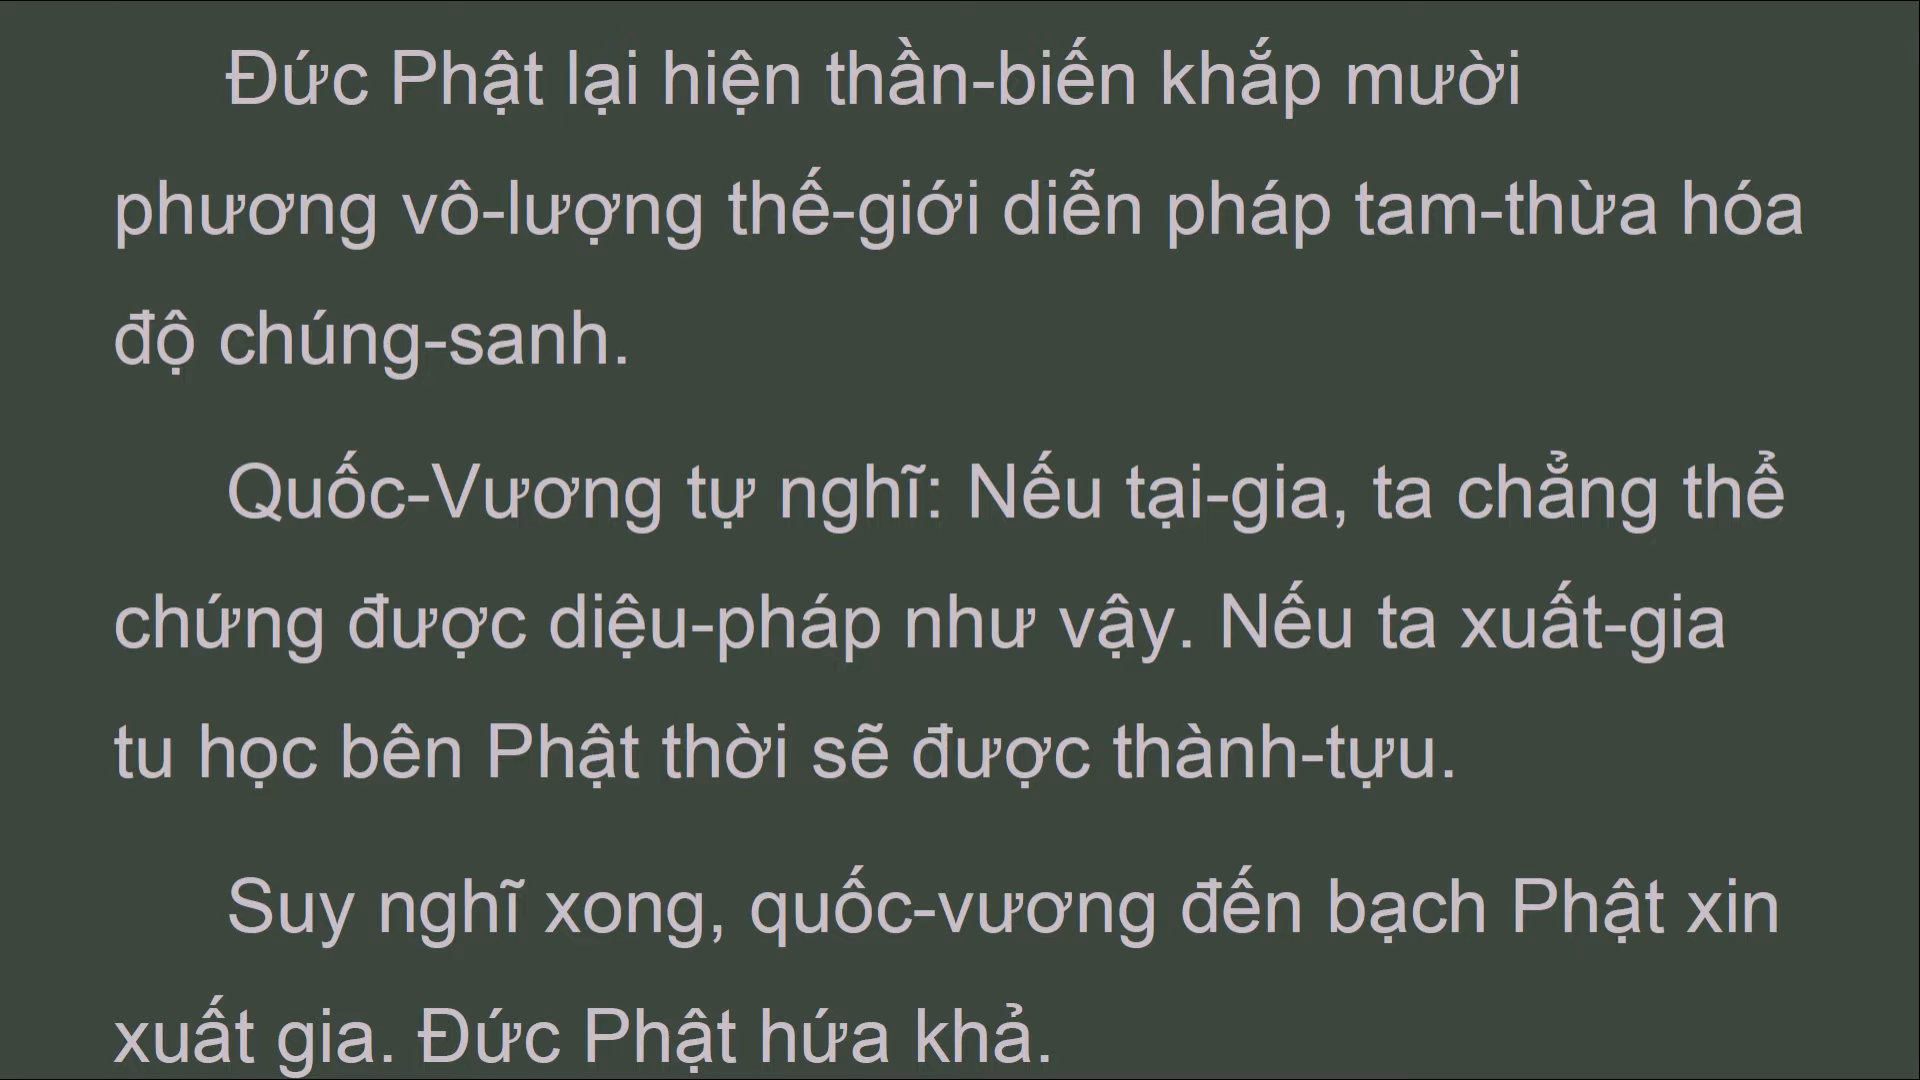 Đức Phật lại hiện thần-biến khắp mười
phương vô-lượng thế-giới diễn pháp tam-thừa hóa
độ chúng-sanh.
Quốc-Vương tự nghĩ: Nếu tại-gia, ta chẳng thể
chứng được diệu-pháp như vậy. Nếu ta xuất-gia
tu học bên Phật thời sẽ được thành-tựu.
Suy nghĩ xong, quốc-vương đến bạch Phật xin
xuất gia. Đức Phật hứa khả.